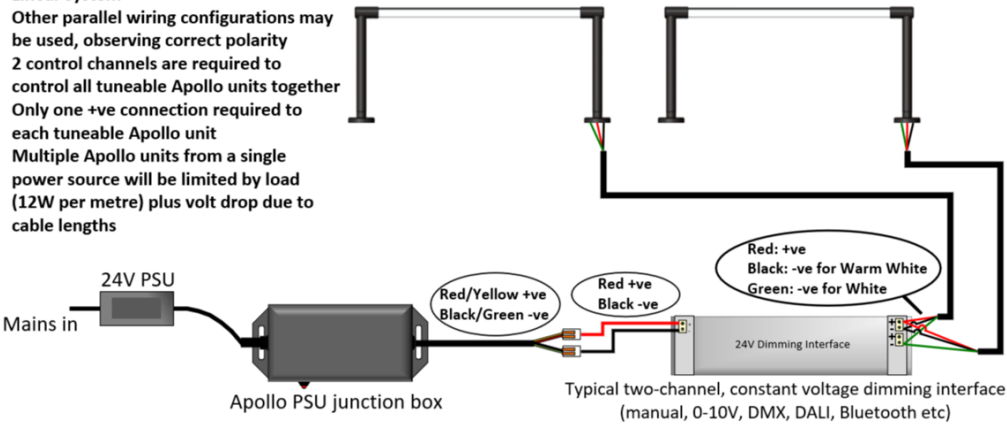 Other parallel wiring configurations may
be used, observing correct polarity
2 control channels are required to
control all tuneable Apollo units together
Only one +ve connection required to
each tuneable Apollo unit
Multiple Apollo units from a single
power source will be limited by load
(12W per metre) plus volt drop due to
cable lengths
24V PSU
Mains in
Apollo PSU junction box
Red/Yellow +ve
Black/Green -ve
Red +ve
Black -ve
Red: +ve
Black: -ve for Warm White
Green: -ve for White
24V Dimming Interface
+
-
+
-
Typical two-channel, constant voltage dimming interface
(manual, 0-10V, DMX, DALI, Bluetooth etc)